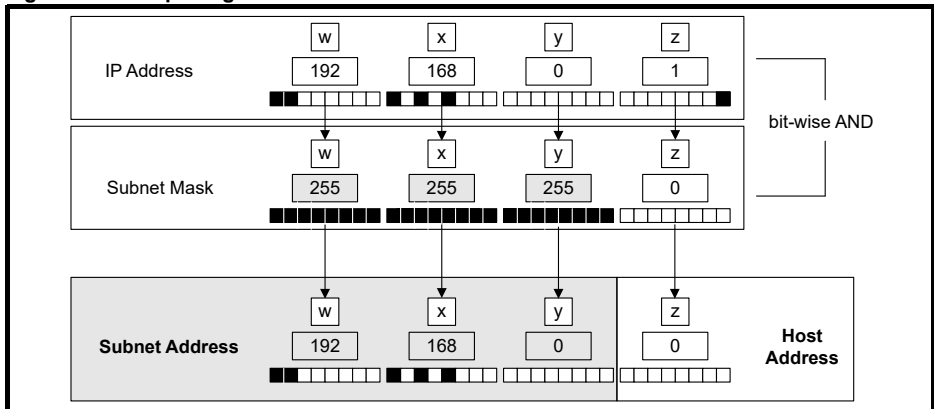 w x y z
IP Address 192 168 0 1
bit-wise AND
w x y z
Subnet Mask 255 255 255 0
w x y z
Subnet Address 192 168 0 0 Host
Address